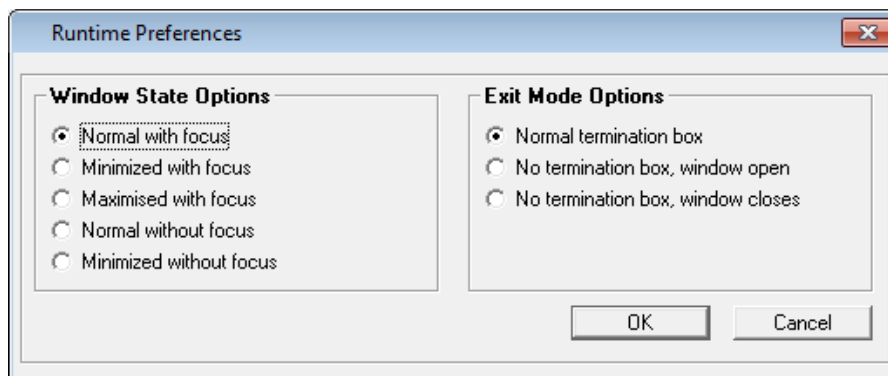 Runtime Preferences
Window State Options
Normal with focus
Minimized with focus
Maximised with focus
Normal without focus
Minimized without focus
Exit Mode Options
Normal termination box
No termination box, window open
No termination box, window closes
OK
Cancel